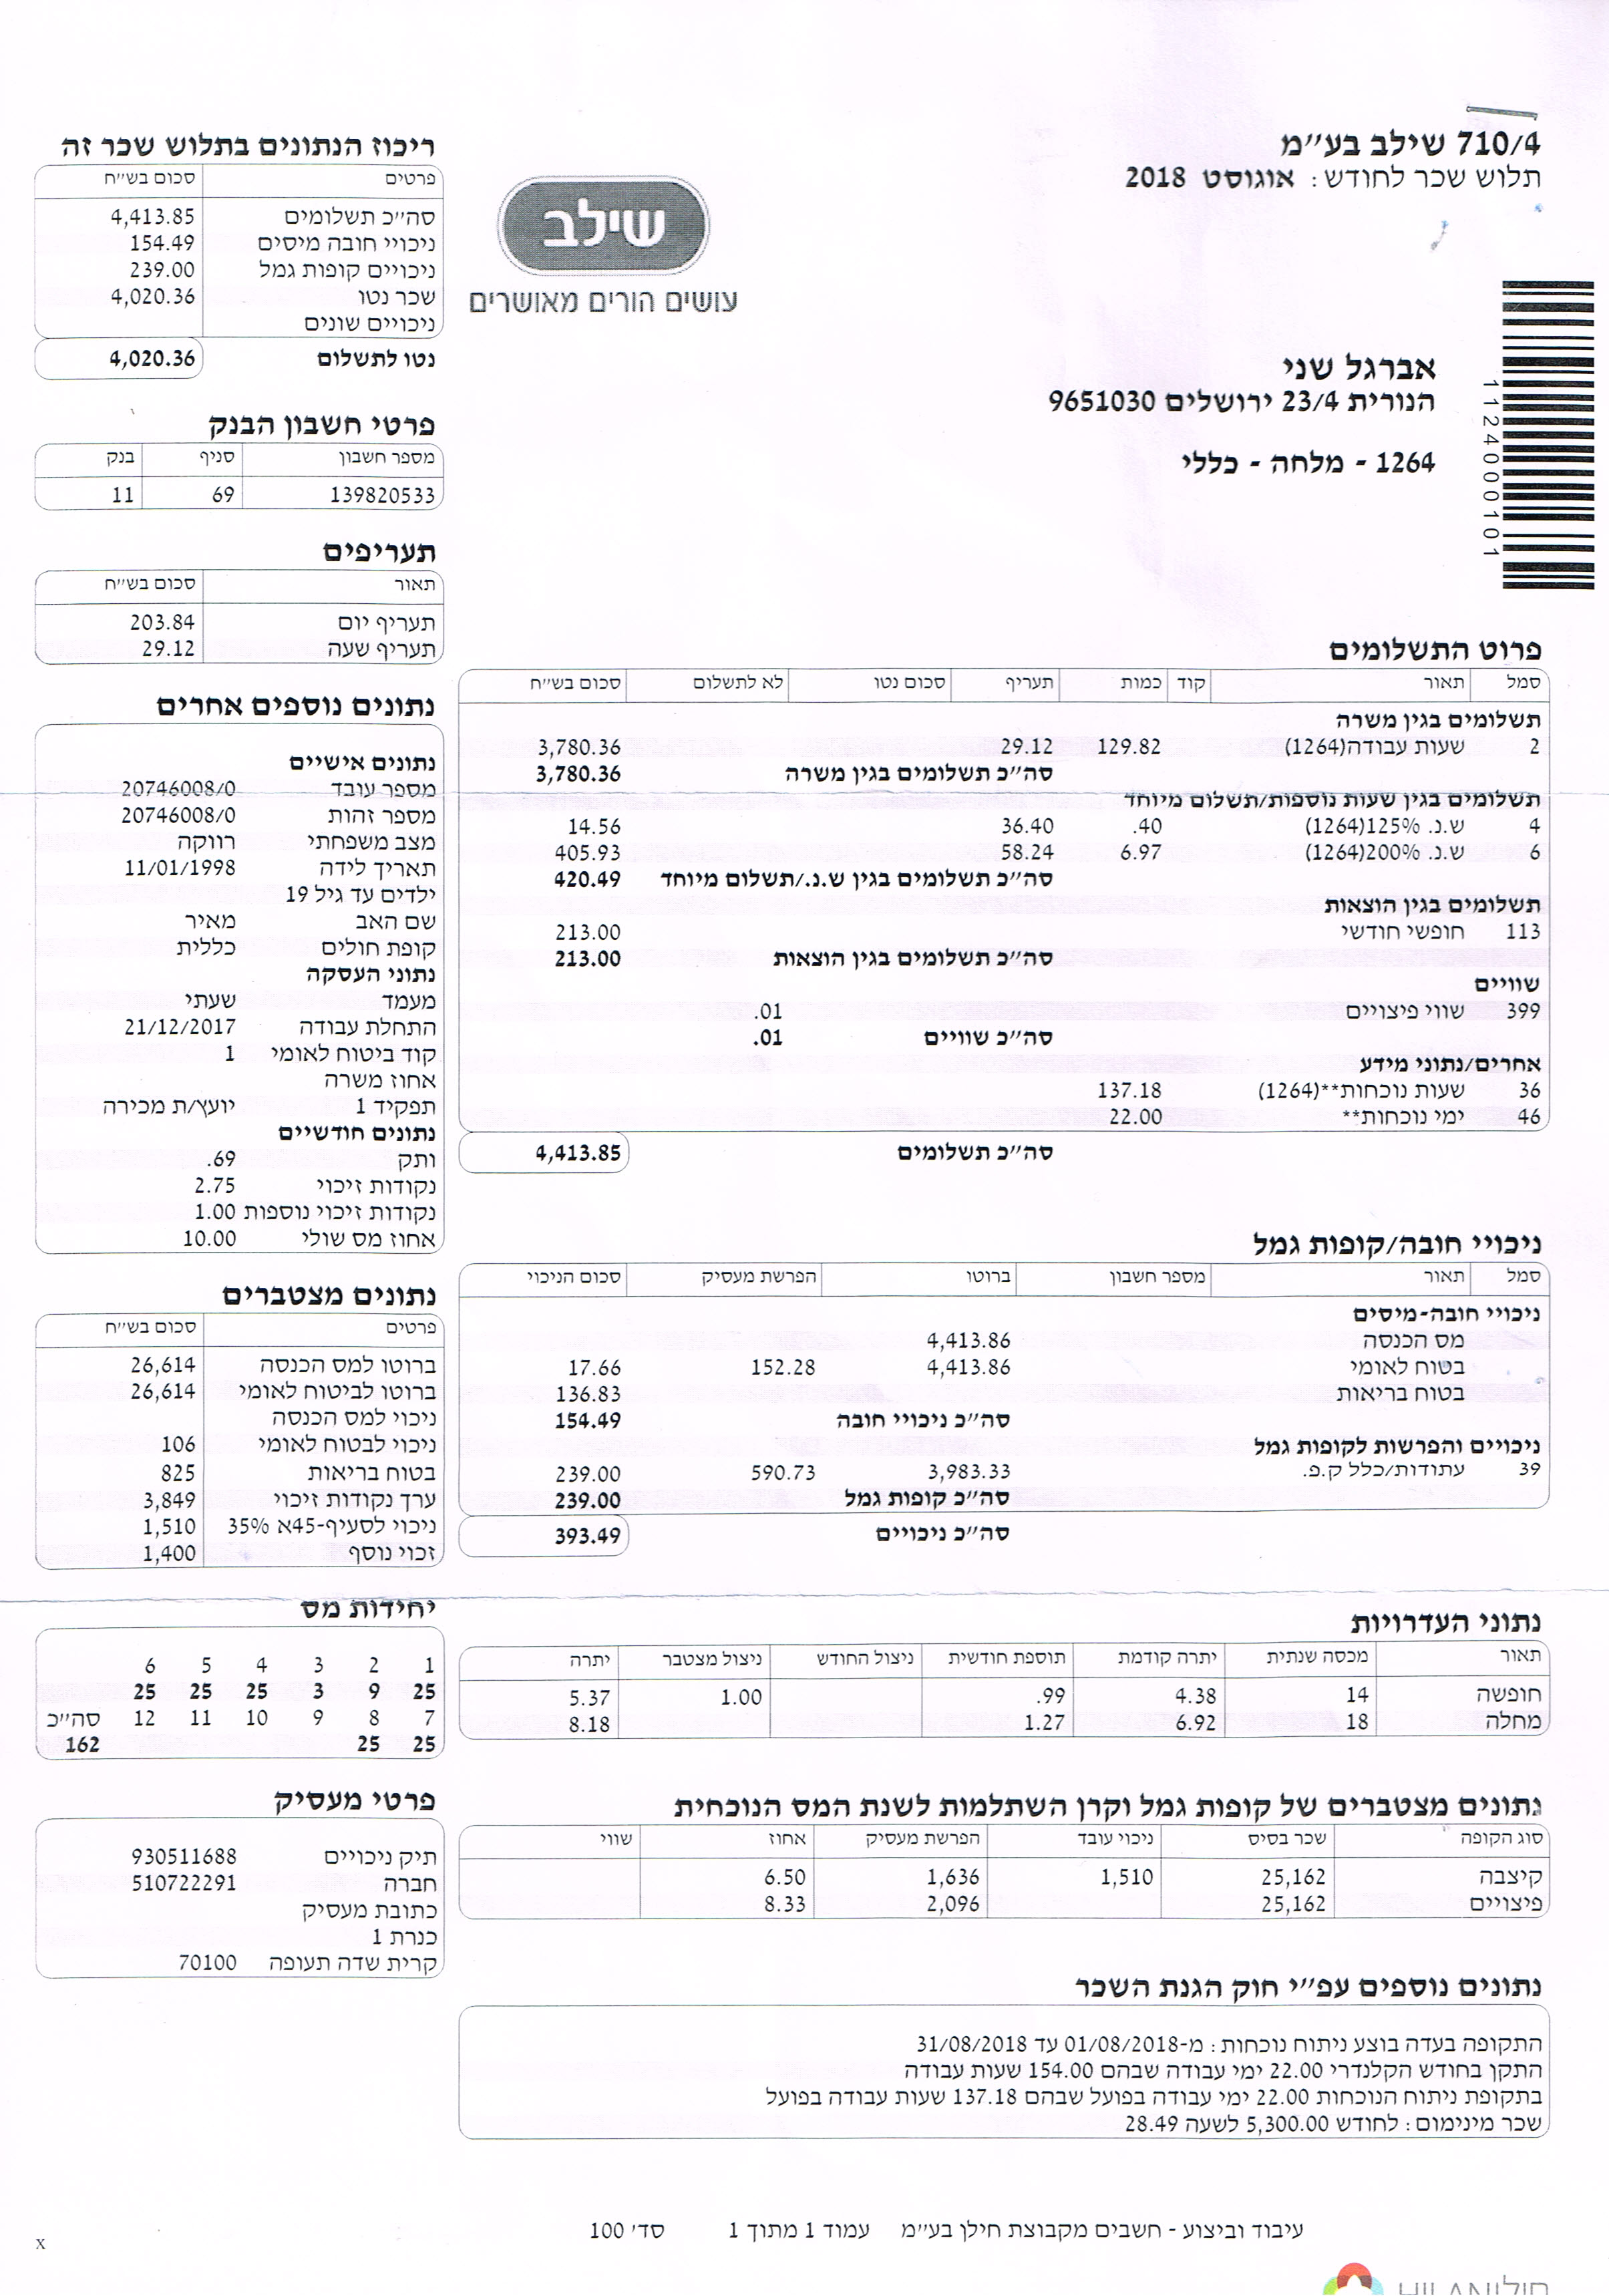 710/4 שילב בע״מ
תלוש שכר לחודש: אוגוסט 2018
שילב
עושים הורים מאושרים
1124000101
אברגל שני
הנורית 23/4 ירושלים 9651030
1264 - מלחה - כללי
פרוט התשלומים
סמל תאור קוד כמות תעריף סכום נטו לא לתשלום סכום בש״ח
תשלומים בגין משרה
2 שעות עבודה(1264) 129.82 29.12 3,780.36
סה״כ תשלומים בגין משרה 3,780.36
תשלומים בגין שעות נוספות/תשלום מיוחד
4 ש.נ. 125%(1264) .40 36.40 14.56
6 ש.נ. 200%(1264) 6.97 58.24 405.93
סה״כ תשלומים בגין ש.נ./תשלום מיוחד 420.49
תשלומים בגין הוצאות
113 חופשי חודשי 213.00
סה״כ תשלומים בגין הוצאות 213.00
שוויים
399 שווי פיצויים .01
סה״כ שוויים .01
אחרים/נתוני מידע
36 שעות נוכחות**(1264) 137.18
46 ימי נוכחות** 22.00
סה״כ תשלומים 4,413.85
ניכויי חובה/קופות גמל
סמל תאור מספר חשבון ברוטו הפרשת מעסיק סכום הניכוי
ניכויי חובה-מיסים
מס הכנסה 4,413.86
בטוח לאומי 4,413.86 152.28 17.66
בטוח בריאות 136.83
סה״כ ניכויי חובה 154.49
ניכויים והפרשות לקופות גמל
39 עתודות/כלל ק.פ. 3,983.33 590.73 239.00
סה״כ קופות גמל 239.00
סה״כ ניכויים 393.49
נתוני העדרויות
תאור מכסה שנתית יתרה קודמת תוספת חודשית ניצול החודש ניצול מצטבר יתרה
חופשה 14 4.38 .99 1.00 5.37
מחלה 18 6.92 1.27 8.18
נתונים מצטברים של קופות גמל וקרן השתלמות לשנת המס הנוכחית
סוג הקופה שכר בסיס ניכוי עובד הפרשת מעסיק אחוז שווי
קיצבה 25,162 1,510 1,636 6.50
פיצויים 25,162 2,096 8.33
נתונים נוספים עפ״י חוק הגנת השכר
התקופה בעדה בוצע ניתוח נוכחות: מ-01/08/2018 עד 31/08/2018
התקן בחודש הקלנדרי 22.00 ימי עבודה שבהם 154.00 שעות עבודה
בתקופת ניתוח הנוכחות 22.00 ימי עבודה בפועל שבהם 137.18 שעות עבודה בפועל
שכר מינימום: לחודש 5,300.00 לשעה 28.49
ריכוז הנתונים בתלוש שכר זה
פרטים סכום בש״ח
סה״כ תשלומים 4,413.85
ניכויי חובה מיסים 154.49
ניכויים קופות גמל 239.00
שכר נטו 4,020.36
ניכויים שונים
נטו לתשלום 4,020.36
פרטי חשבון הבנק
מספר חשבון סניף בנק
139820533 69 11
תעריפים
תאור סכום בש״ח
תעריף יום 203.84
תעריף שעה 29.12
נתונים נוספים אחרים
נתונים אישיים
מספר עובד 20746008/0
מספר זהות 20746008/0
מצב משפחתי רווקה
תאריך לידה 11/01/1998
ילדים עד גיל 19
שם האב מאיר
קופת חולים כללית
נתוני העסקה
מעמד שעתי
התחלת עבודה 21/12/2017
קוד ביטוח לאומי 1
אחוז משרה
תפקיד 1 יועץ/ת מכירה
נתונים חודשיים
ותק .69
נקודות זיכוי 2.75
נקודות זיכוי נוספות 1.00
אחוז מס שולי 10.00
נתונים מצטברים
פרטים סכום בש״ח
ברוטו למס הכנסה 26,614
ברוטו לביטוח לאומי 26,614
ניכוי למס הכנסה
ניכוי לבטוח לאומי 106
בטוח בריאות 825
ערך נקודות זיכוי 3,849
ניכוי לסעיף-45א 35% 1,510
זכוי נוסף 1,400
יחידות מס
1 2 3 4 5 6
25 9 3 25 25 25
7 8 9 10 11 12 סה״כ
25 25 162
פרטי מעסיק
תיק ניכויים 930511688
חברה 510722291
כתובת מעסיק
כנרת 1
קרית שדה תעופה 70100
עיבוד וביצוע - חשבים מקבוצת חילן בע״מ עמוד 1 מתוך 1 סד׳ 100
x
חילן HILAN